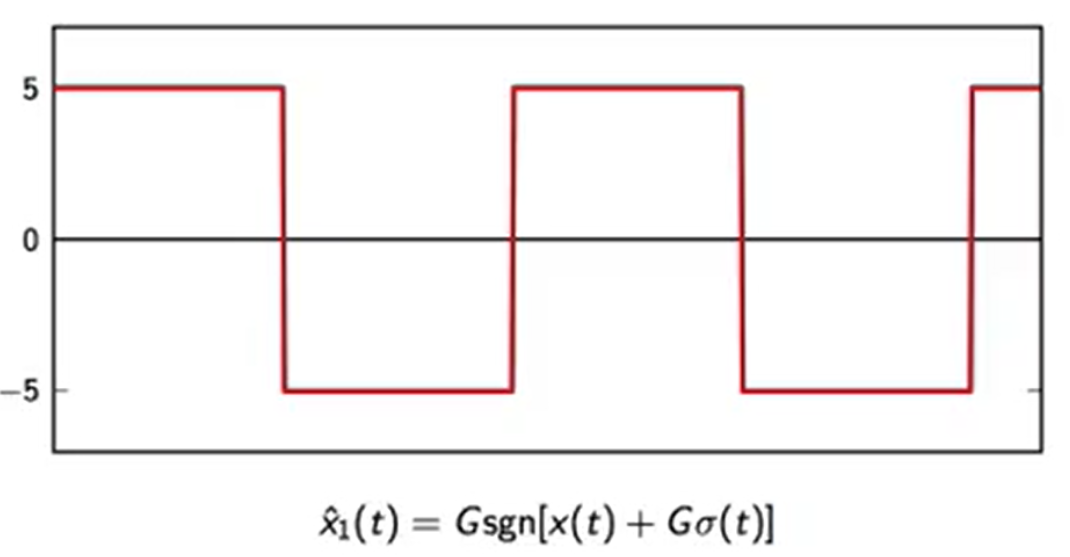 5
0
−5
x̂₁(t) = Gsgn[x(t) + Gσ(t)]